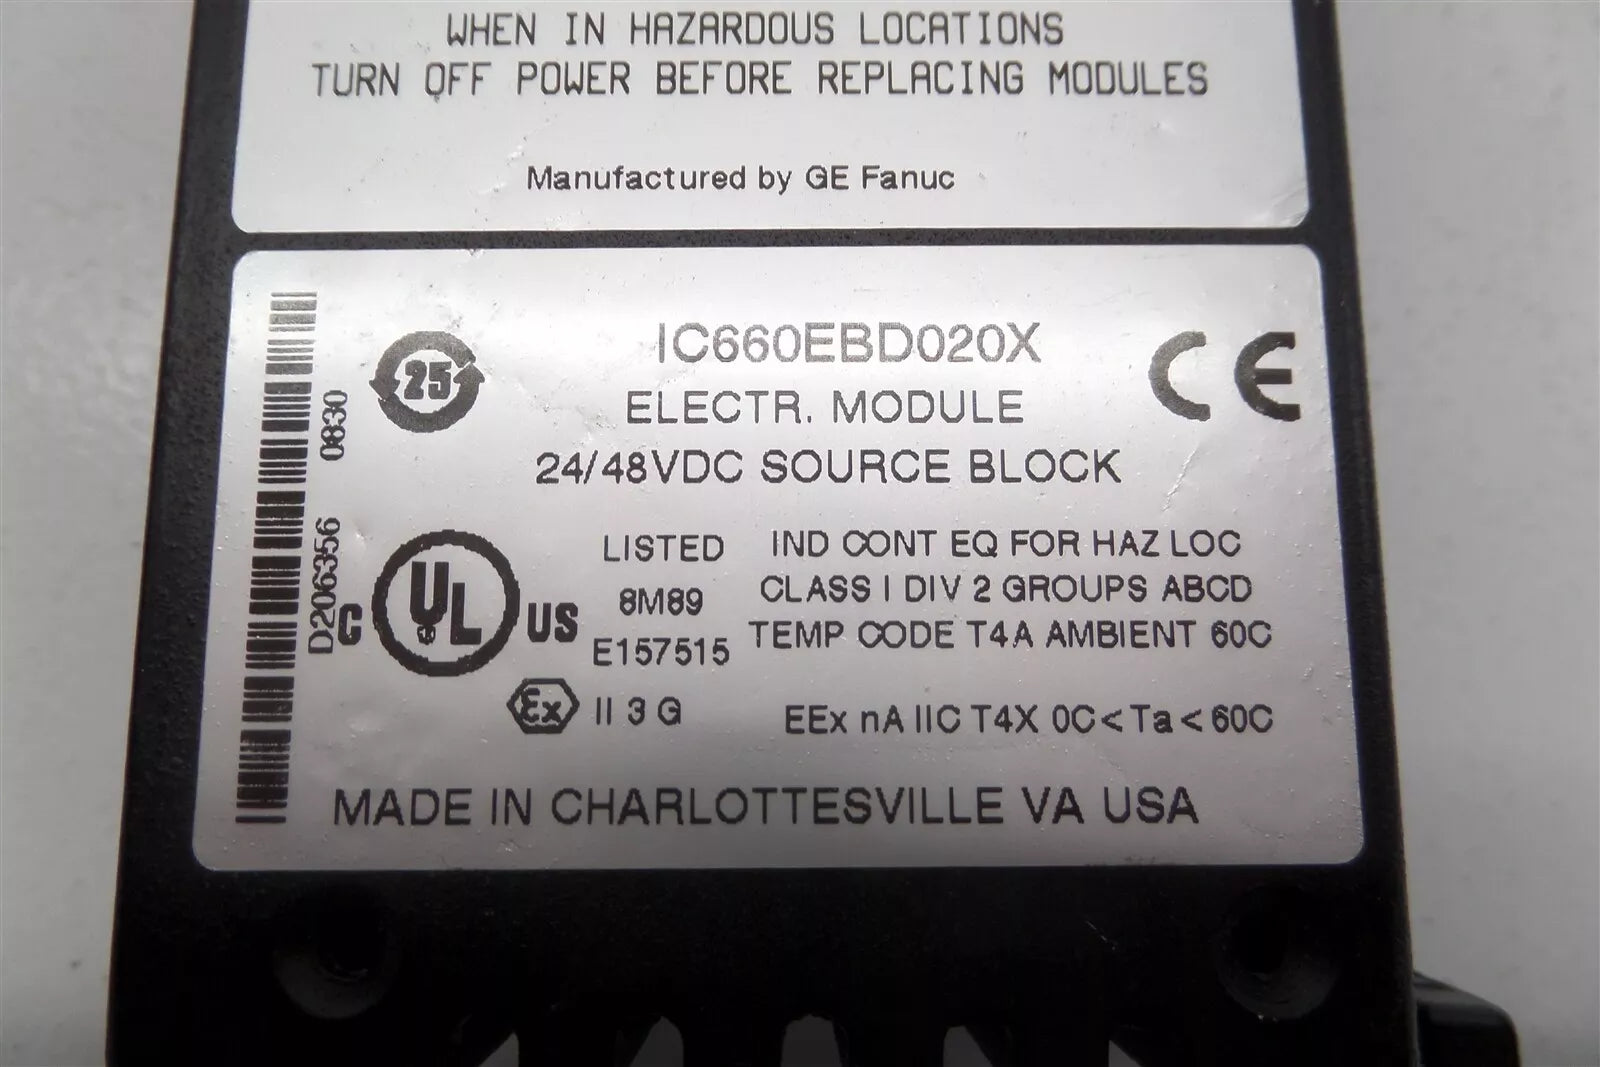 WHEN IN HAZARDOUS LOCATIONS
TURN OFF POWER BEFORE REPLACING MODULES
Manufactured by GE Fanuc
IC660EBD020X
ELECTR. MODULE
24/48VDC SOURCE BLOCK
25
CE
D206356 0830
C UL US
LISTED
8M89
E157515
IND CONT EQ FOR HAZ LOC
CLASS I DIV 2 GROUPS ABCD
TEMP CODE T4A AMBIENT 60C
Ex II 3 G
EEx nA IIC T4X 0C<Ta<60C
MADE IN CHARLOTTESVILLE VA USA